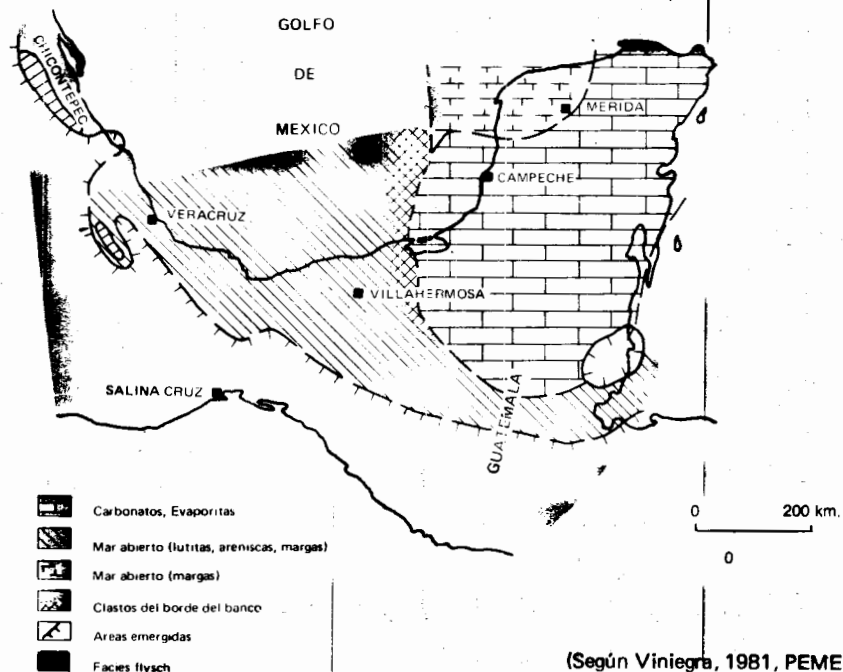 GOLFO
DE
MEXICO
CHICONTEPEC
MERIDA
CAMPECHE
VERACRUZ
VILLAHERMOSA
SALINA CRUZ
GUATEMALA
0 200 km.
0
Carbonatos, Evaporitas
Mar abierto (lutitas, areniscas, margas)
Mar abierto (margas)
Clastos del borde del banco
Areas emergidas
Facies flysch
(Según Viniegra, 1981, PEME